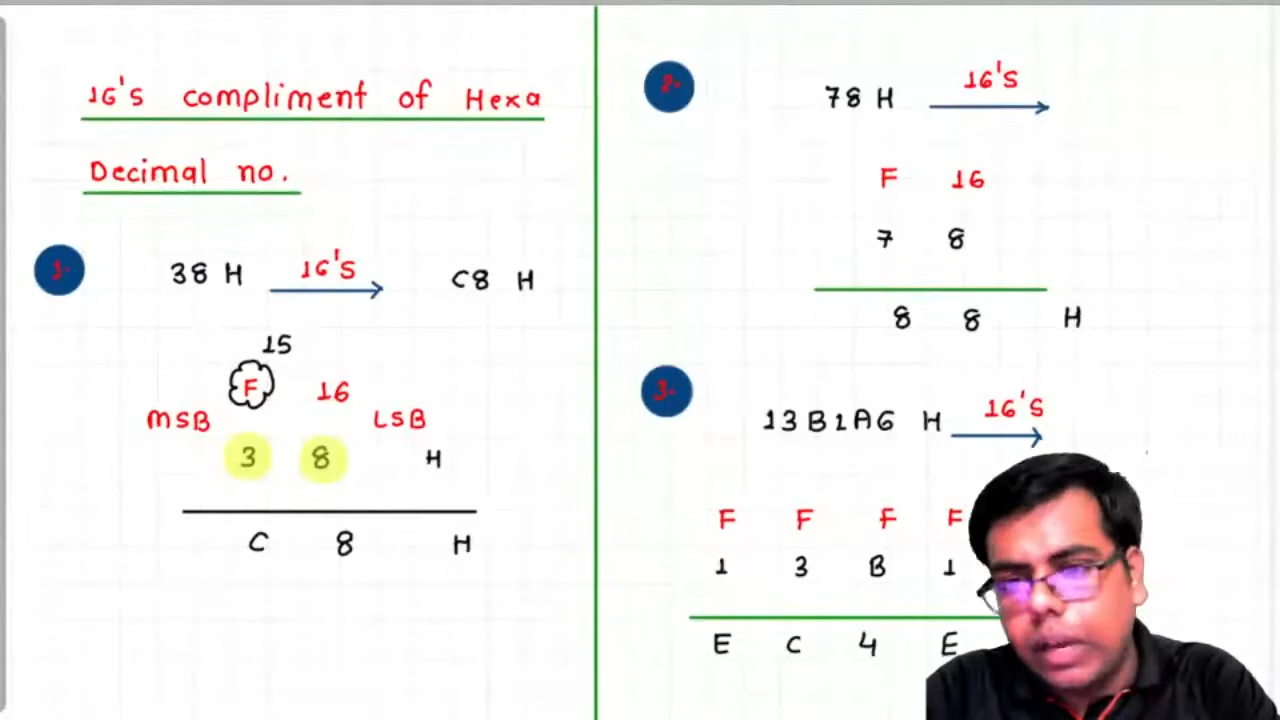 16's compliment of Hexa
Decimal no.
1.
38 H
16's
C8 H
15
F
16
MSB
LSB
3 8 H
C 8 H
2.
78 H
16's
F 16
7 8
8 8 H
3.
13B1A6 H
16's
F F F F
1 3 B 1
E C 4 E